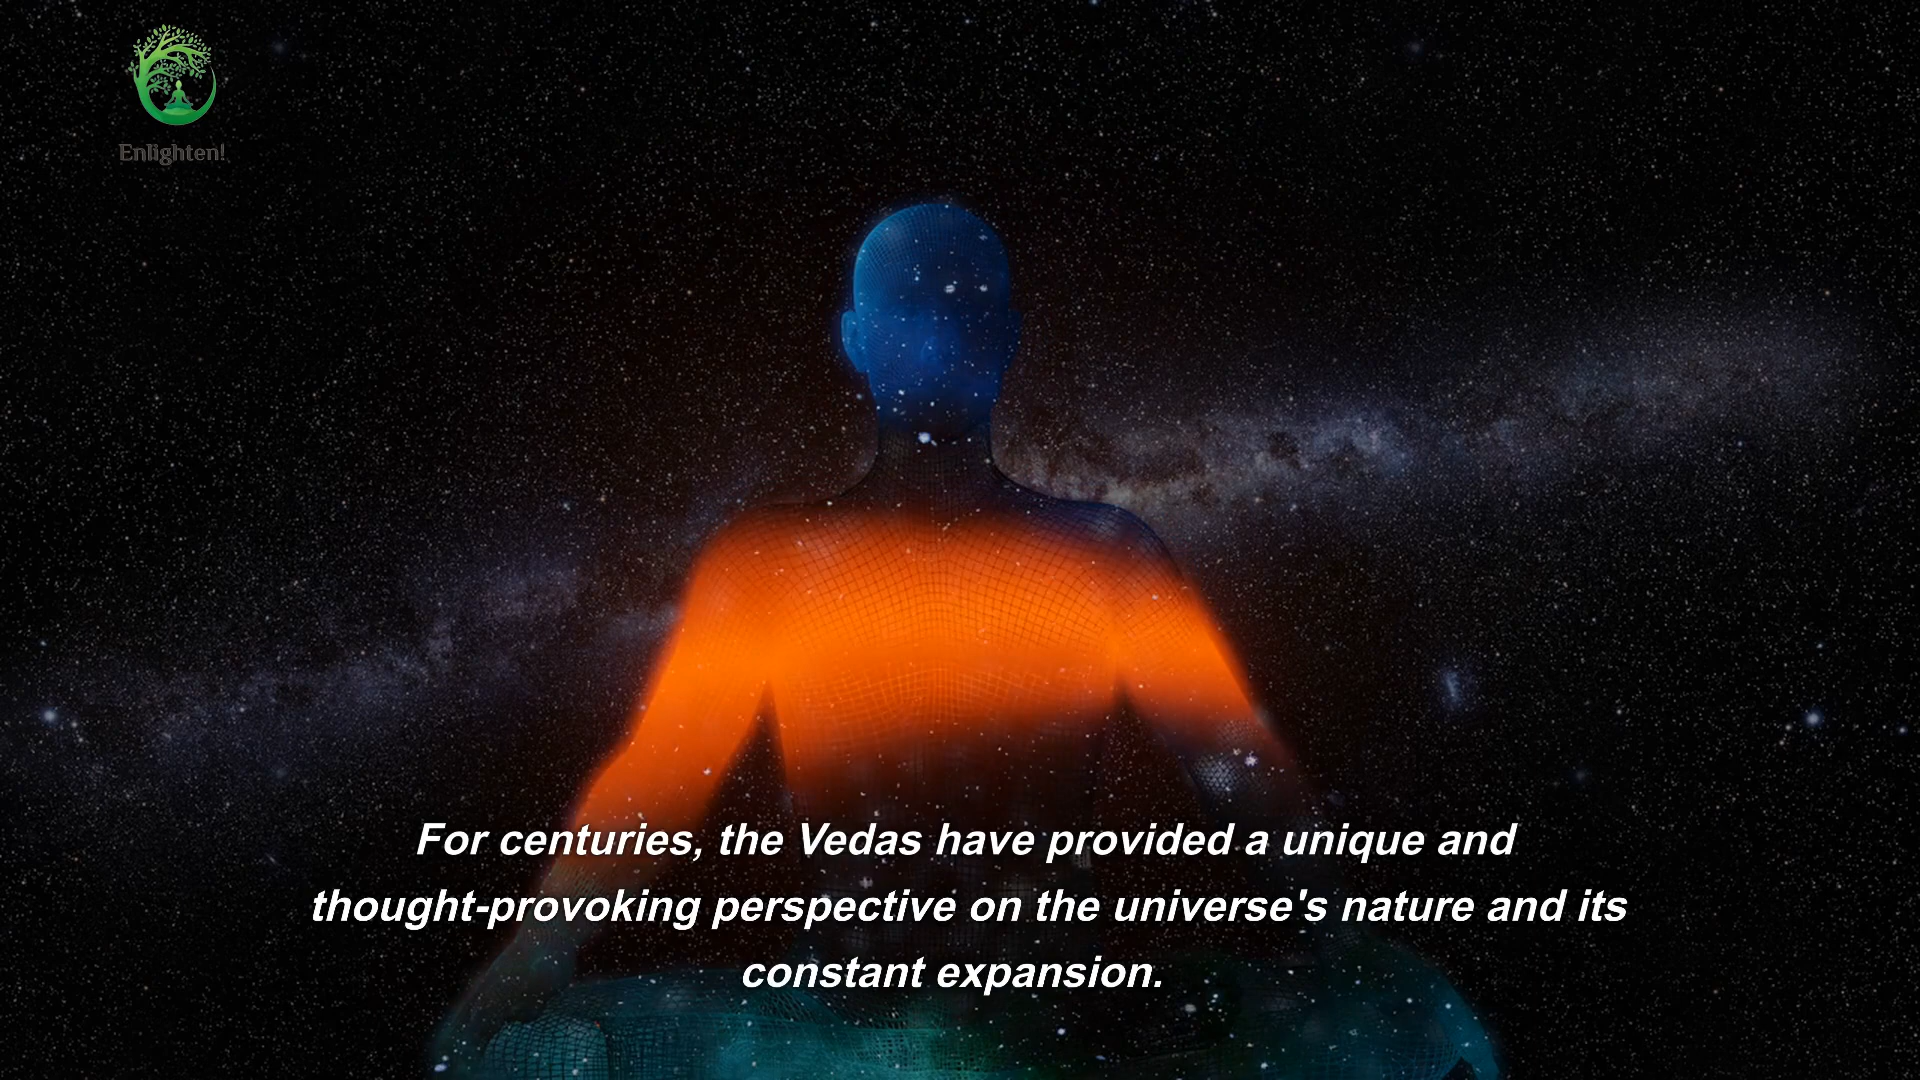 Enlighten!
For centuries, the Vedas have provided a unique and
thought-provoking perspective on the universe's nature and its
constant expansion.